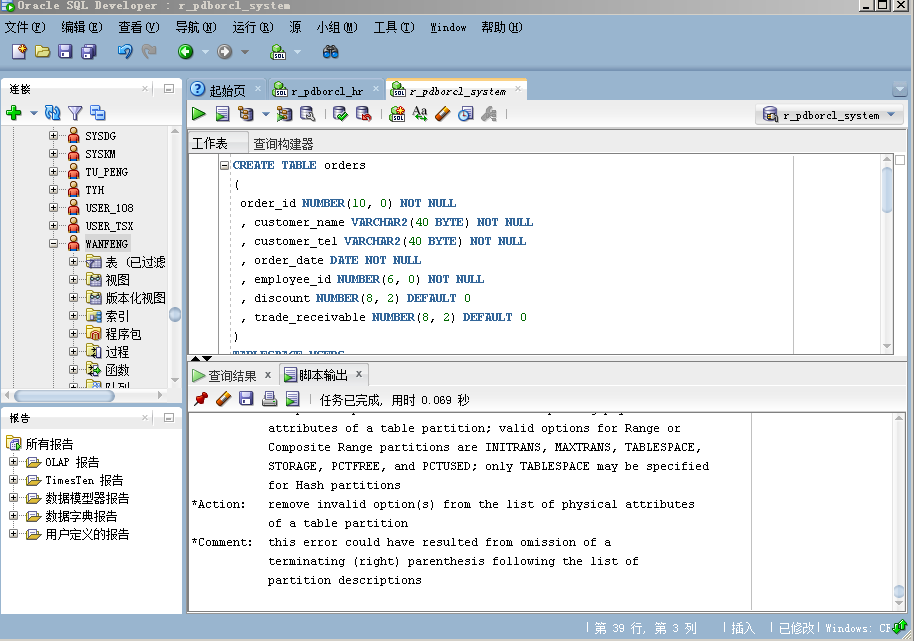 Oracle SQL Developer : r_pdborcl_system
文件(F) 编辑(E) 查看(V) 导航(N) 运行(R) 源 小组(M) 工具(T) Window 帮助(H)
连接
SYSDG
SYSKM
TU_PENG
TYH
USER_108
USER_TSX
WANFENG
表 (已过滤
视图
版本化视图
索引
程序包
过程
函数
队列
报告
所有报告
OLAP 报告
TimesTen 报告
数据模型器报告
数据字典报告
用户定义的报告
起始页 r_pdborcl_hr r_pdborcl_system
r_pdborcl_system
工作表 查询构建器
CREATE TABLE orders
(
order_id NUMBER(10, 0) NOT NULL
, customer_name VARCHAR2(40 BYTE) NOT NULL
, customer_tel VARCHAR2(40 BYTE) NOT NULL
, order_date DATE NOT NULL
, employee_id NUMBER(6, 0) NOT NULL
, discount NUMBER(8, 2) DEFAULT 0
, trade_receivable NUMBER(8, 2) DEFAULT 0
)
TABLESPACE USERS
查询结果 x 脚本输出 x
任务已完成, 用时 0.069 秒
attributes of a table partition; valid options for Range or
Composite Range partitions are INITRANS, MAXTRANS, TABLESPACE,
STORAGE, PCTFREE, and PCTUSED; only TABLESPACE may be specified
for Hash partitions
*Action: remove invalid option(s) from the list of physical attributes
of a table partition
*Comment: this error could have resulted from omission of a
terminating (right) parenthesis following the list of
partition descriptions
第 39 行, 第 3 列 插入 已修改 Windows: CR